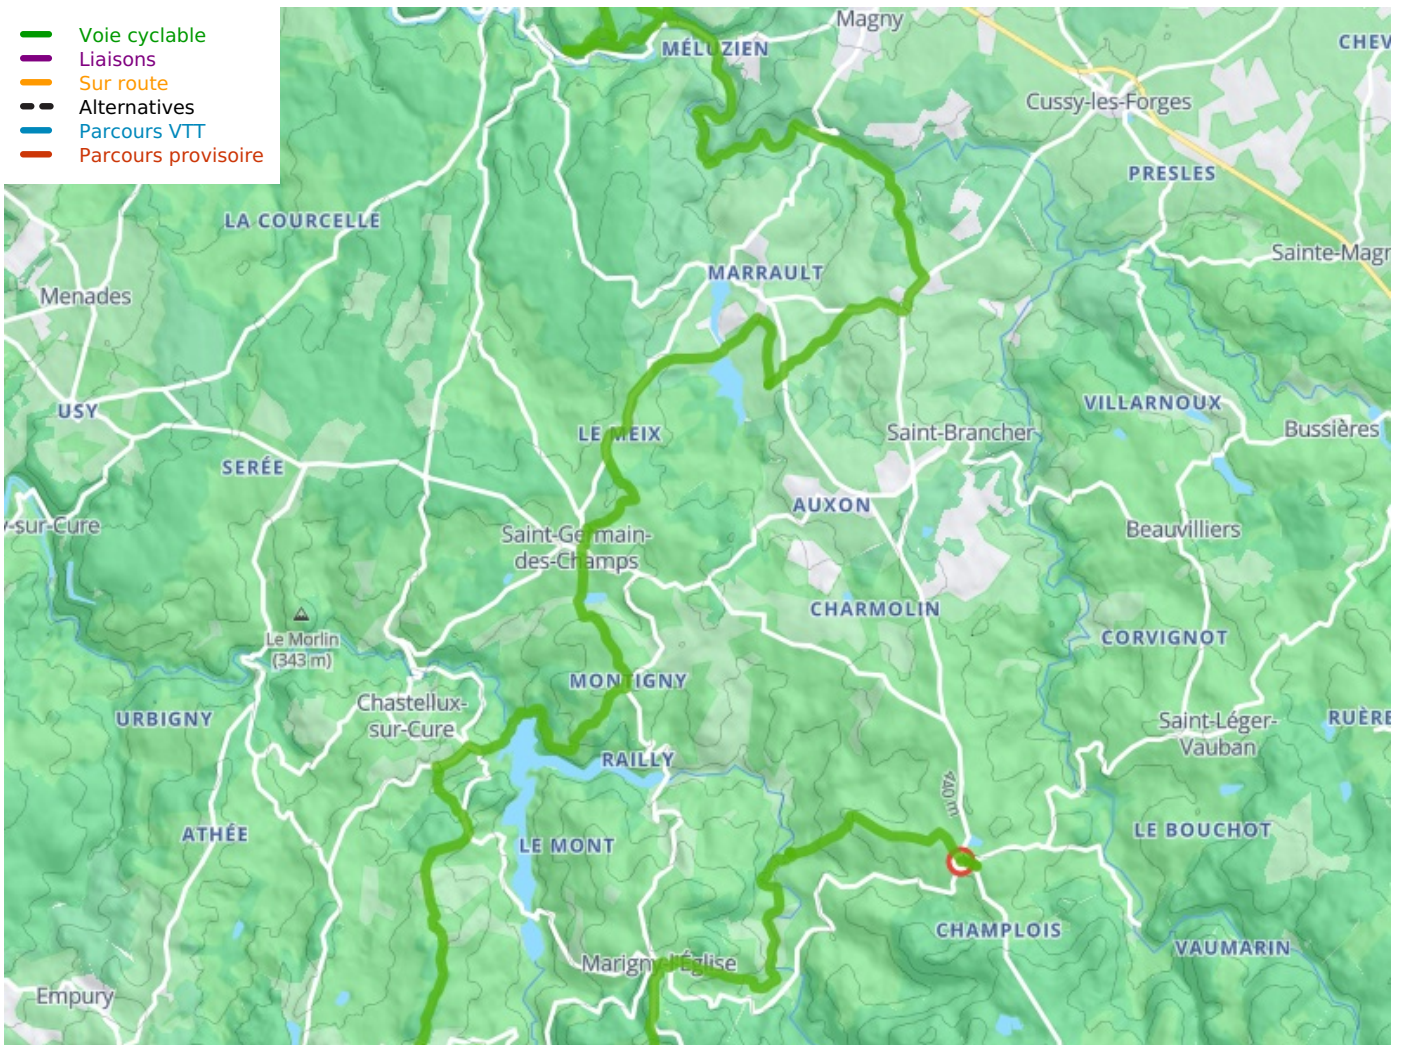 Voie cyclable
Liaisons
Sur route
Alternatives
Parcours VTT
Parcours provisoire
Magny
MÉLUZIEN
CHEV
Cussy-les-Forges
PRESLES
LA COURCELLE
Sainte-Magn
MARRAULT
Menades
USY
VILLARNOUX
LE MEIX
Saint-Brancher
Bussières
SERÉE
AUXON
y-sur-Cure
Saint-Germain-
des-Champs
Beauvilliers
CHARMOLIN
Le Morlin
(343 m)
CORVIGNOT
MONTIGNY
Chastellux-
sur-Cure
URBIGNY
Saint-Léger-
Vauban
RUÈRE
RAILLY
440 m
ATHÉE
LE MONT
LE BOUCHOT
CHAMPLOIS
VAUMARIN
Marigny-l'Église
Empury